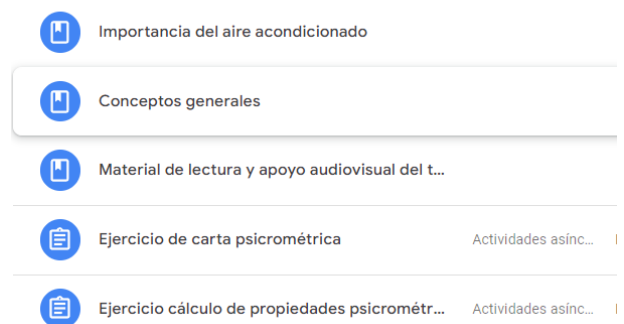 Importancia del aire acondicionado
Conceptos generales
Material de lectura y apoyo audiovisual del t...
Ejercicio de carta psicrométrica Actividades asínc...
Ejercicio cálculo de propiedades psicrométr... Actividades asínc...